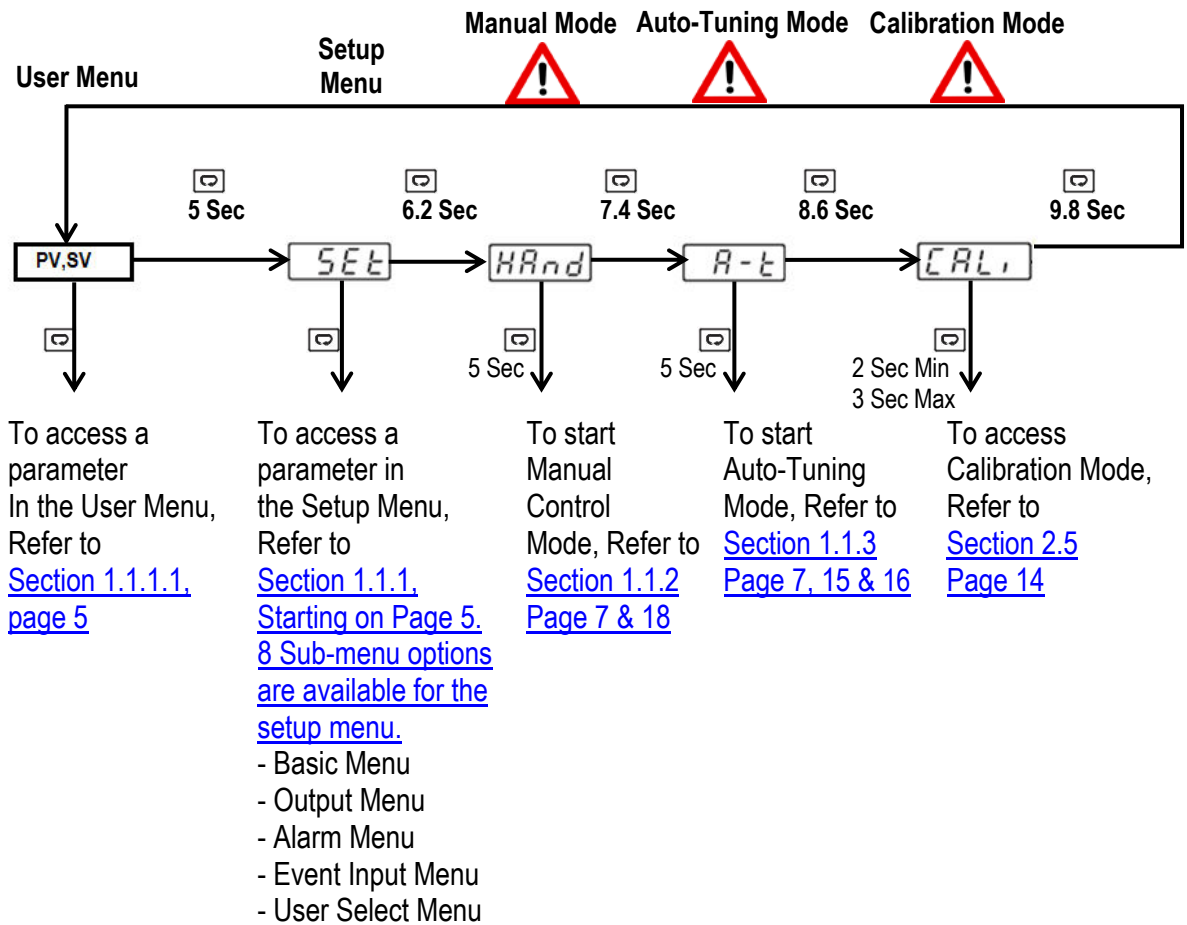 Manual Mode Auto-Tuning Mode Calibration Mode
Setup
Menu
User Menu
5 Sec
6.2 Sec
7.4 Sec
8.6 Sec
9.8 Sec
PV,SV
SEt
HAnd
A-t
CALi
5 Sec
5 Sec
2 Sec Min
3 Sec Max
To access a
parameter
In the User Menu,
Refer to
Section 1.1.1.1,
page 5
To access a
parameter in
the Setup Menu,
Refer to
Section 1.1.1,
Starting on Page 5.
8 Sub-menu options
are available for the
setup menu.
- Basic Menu
- Output Menu
- Alarm Menu
- Event Input Menu
- User Select Menu
To start
Manual
Control
Mode, Refer to
Section 1.1.2
Page 7 & 18
To start
Auto-Tuning
Mode, Refer to
Section 1.1.3
Page 7, 15 & 16
To access
Calibration Mode,
Refer to
Section 2.5
Page 14